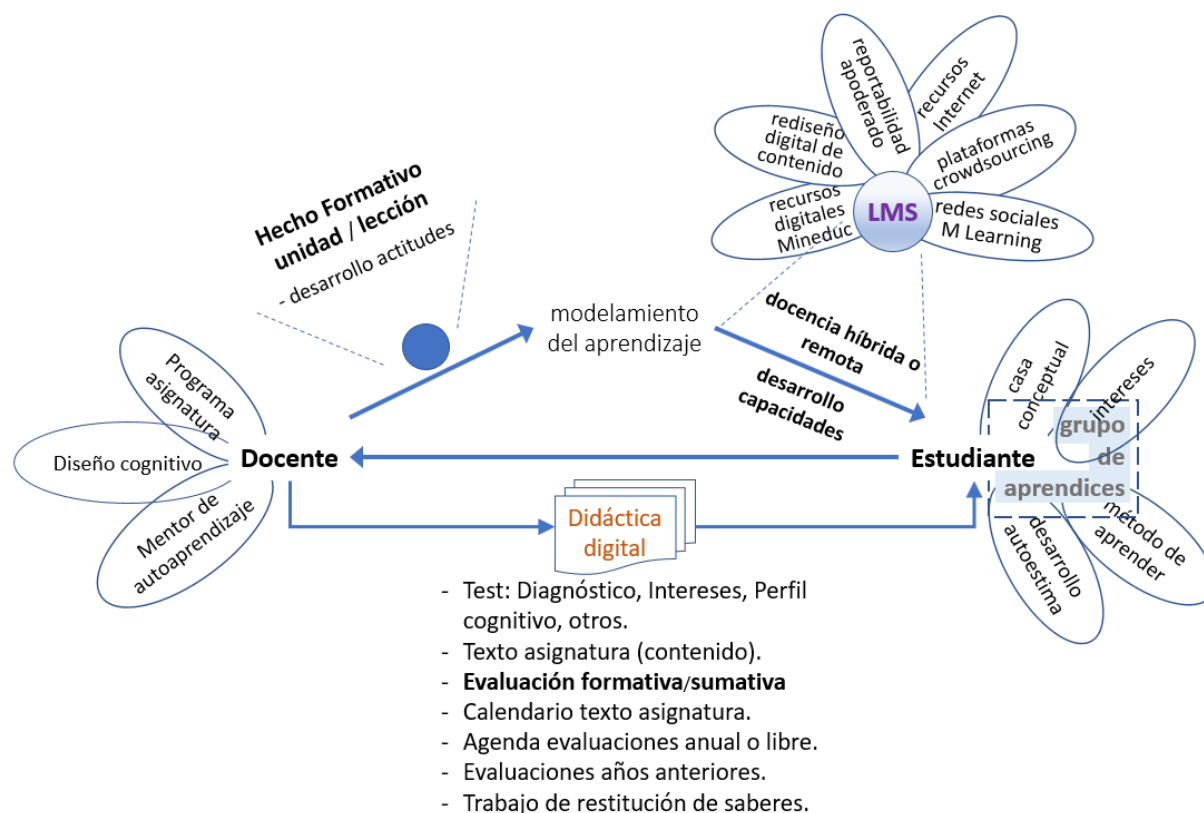 reportabilidad
apoderado
recursos
Internet
rediseño
digital de
contenido
plataformas
crowdsourcing
recursos
digitales
Mineduc
LMS
redes sociales
M Learning
Hecho Formativo
unidad / lección
- desarrollo actitudes
modelamiento
del aprendizaje
docencia híbrida o
remota
desarrollo
capacidades
Programa
asignatura
Diseño cognitivo
Mentor de
autoaprendizaje
Docente
Estudiante
casa
conceptual
intereses
grupo
de
aprendices
método de
aprender
desarrollo
autoestima
Didáctica
digital
- Test: Diagnóstico, Intereses, Perfil
cognitivo, otros.
- Texto asignatura (contenido).
- Evaluación formativa/sumativa
- Calendario texto asignatura.
- Agenda evaluaciones anual o libre.
- Evaluaciones años anteriores.
- Trabajo de restitución de saberes.